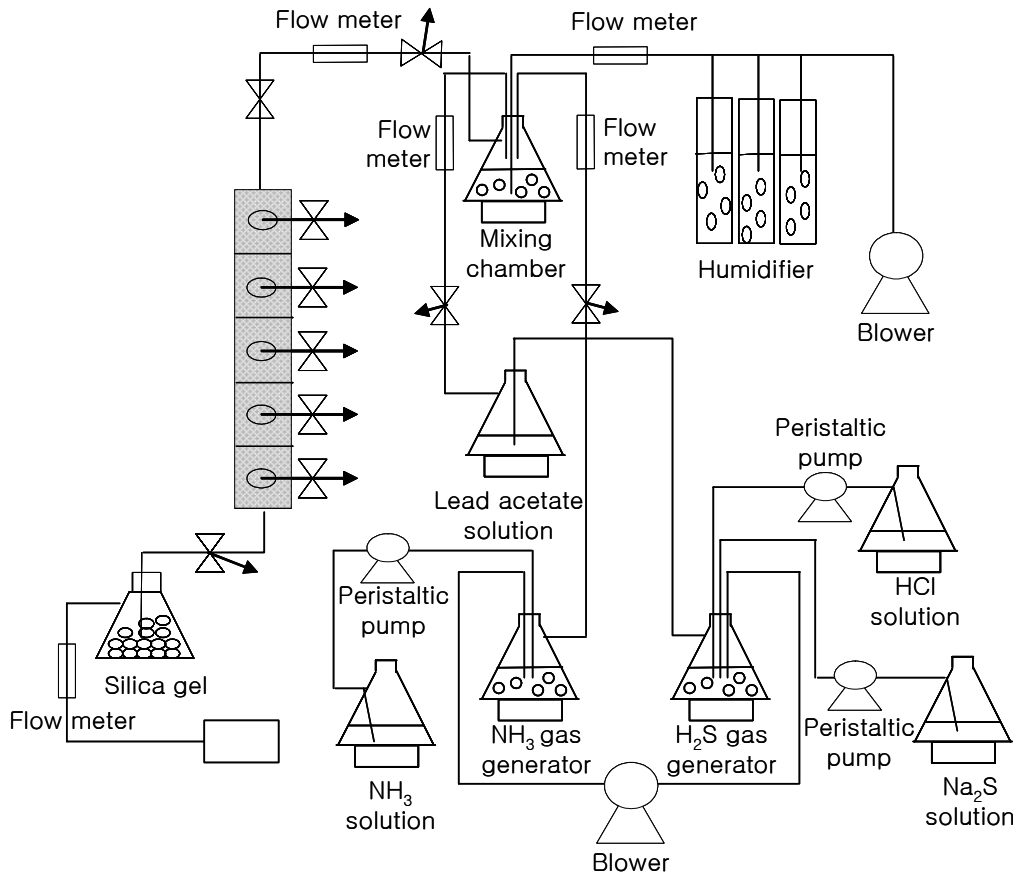 Flow meter
Flow meter
Flow
meter
Flow
meter
Mixing
chamber
Humidifier
Blower
Peristaltic
pump
Lead acetate
solution
HCl
solution
Peristaltic
pump
Silica gel
Flow meter
NH₃ gas
generator
H₂S gas
generator
Peristaltic
pump
NH₃
solution
Na₂S
solution
Blower